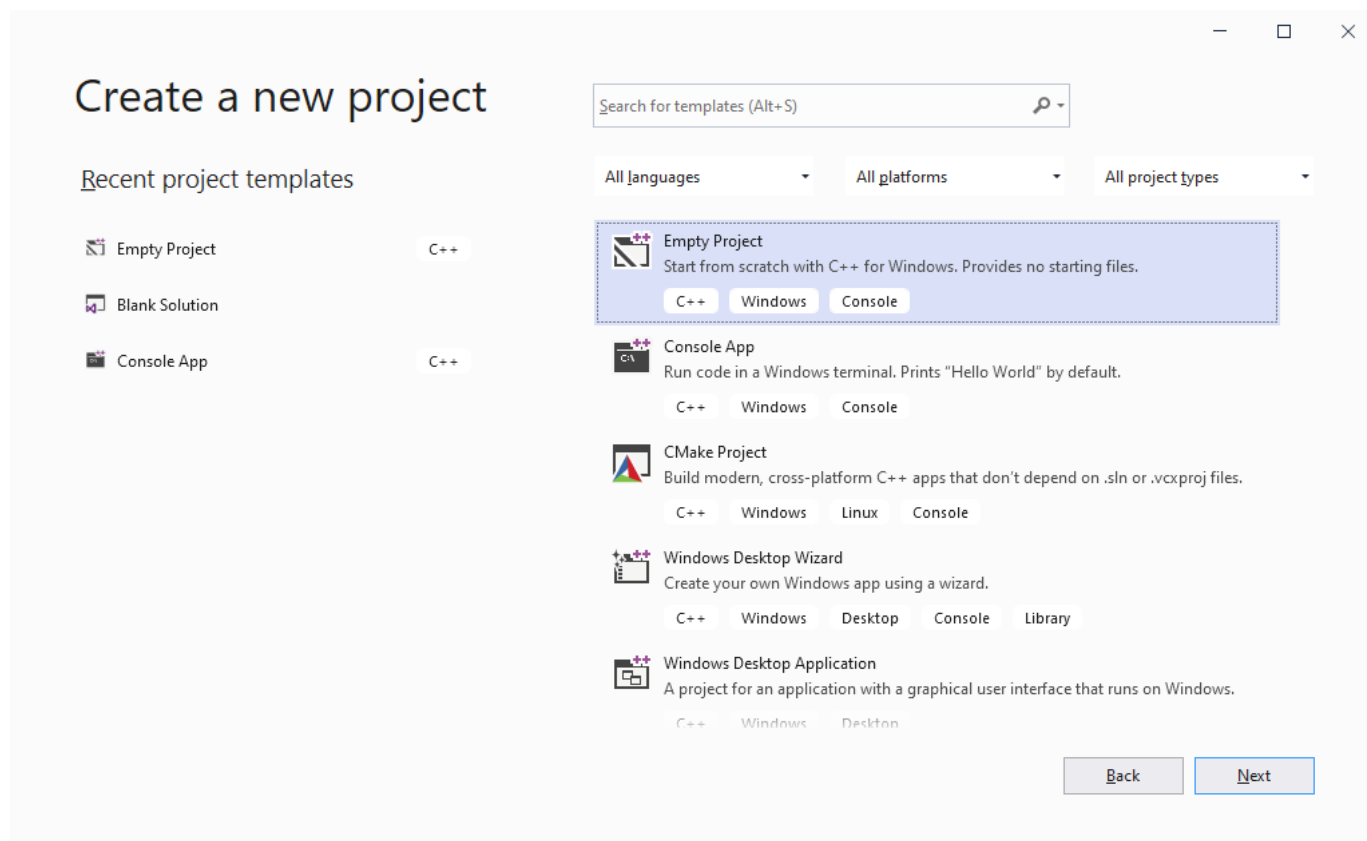 Create a new project
Search for templates (Alt+S)
Recent project templates
All languages
All platforms
All project types
Empty Project
C++
Blank Solution
Console App
C++
Empty Project
Start from scratch with C++ for Windows. Provides no starting files.
C++ Windows Console
C:\
Console App
Run code in a Windows terminal. Prints "Hello World" by default.
C++ Windows Console
CMake Project
Build modern, cross-platform C++ apps that don't depend on .sln or .vcxproj files.
C++ Windows Linux Console
Windows Desktop Wizard
Create your own Windows app using a wizard.
C++ Windows Desktop Console Library
Windows Desktop Application
A project for an application with a graphical user interface that runs on Windows.
C++ Windows Desktop
Back
Next